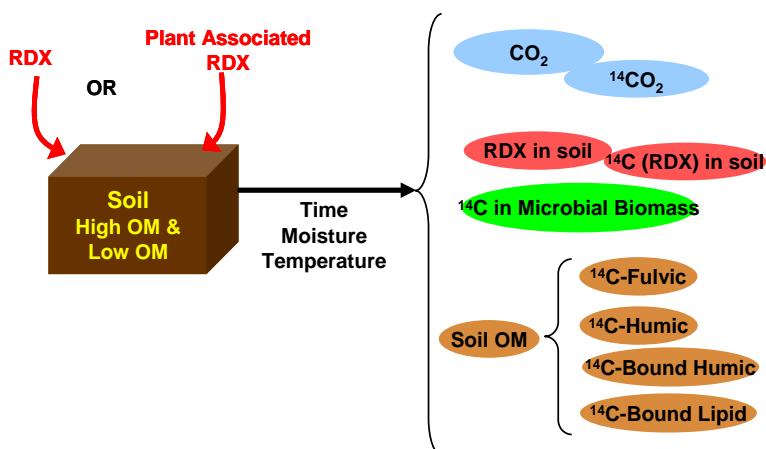 RDX
OR
Plant Associated
RDX
Soil
High OM &
Low OM
Time
Moisture
Temperature
CO₂
¹⁴CO₂
RDX in soil
¹⁴C (RDX) in soil
¹⁴C in Microbial Biomass
Soil OM
¹⁴C-Fulvic
¹⁴C-Humic
¹⁴C-Bound Humic
¹⁴C-Bound Lipid